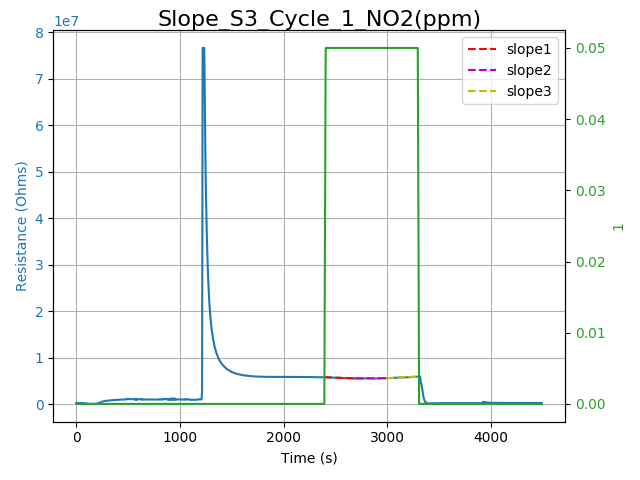 Slope_S3_Cycle_1_NO2(ppm)
1e7
slope1
slope2
slope3
8
7
6
5
4
3
2
1
0
Resistance (Ohms)
0.05
0.04
0.03
0.02
0.01
0.00
1
0 1000 2000 3000 4000
Time (s)